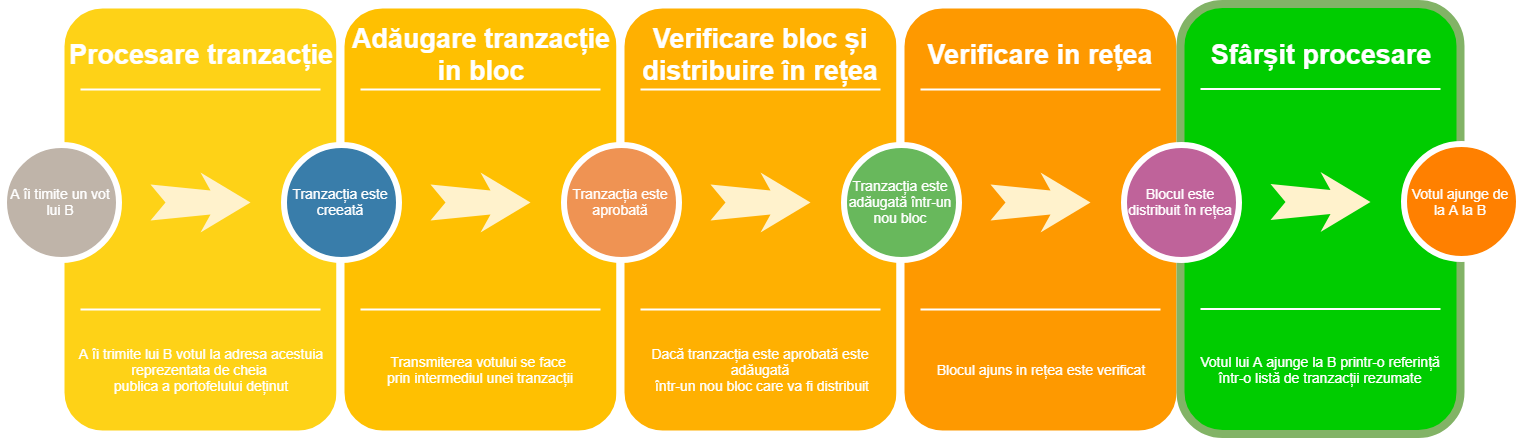 Procesare tranzacție
Adăugare tranzacție
in bloc
Verificare bloc și
distribuire în rețea
Verificare in rețea
Sfârșit procesare
A îi timite un vot
lui B
Tranzacția este
creeată
Tranzacția este
aprobată
Tranzacția este
adăugată într-un
nou bloc
Blocul este
distribuit în rețea
Votul ajunge de
la A la B
A îi trimite lui B votul la adresa acestuia
reprezentata de cheia
publica a portofelului deținut
Transmiterea votului se face
prin intermediul unei tranzacții
Dacă tranzacția este aprobată este
adăugată
într-un nou bloc care va fi distribuit
Blocul ajuns in rețea este verificat
Votul lui A ajunge la B printr-o referință
într-o listă de tranzacții rezumate